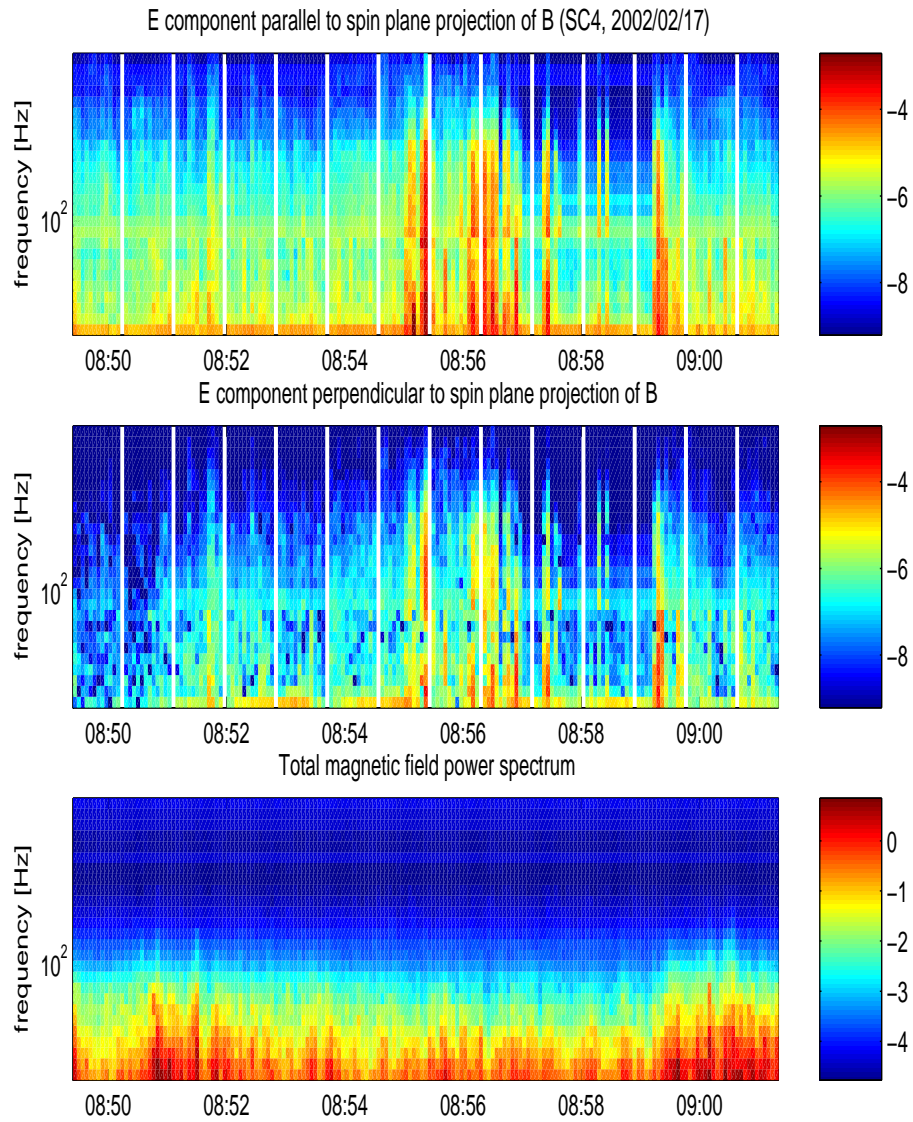 E component parallel to spin plane projection of B (SC4, 2002/02/17)
frequency [Hz]
10²
−4
−6
−8
08:50 08:52 08:54 08:56 08:58 09:00
E component perpendicular to spin plane projection of B
frequency [Hz]
10²
−4
−6
−8
08:50 08:52 08:54 08:56 08:58 09:00
Total magnetic field power spectrum
frequency [Hz]
10²
0
−1
−2
−3
−4
08:50 08:52 08:54 08:56 08:58 09:00